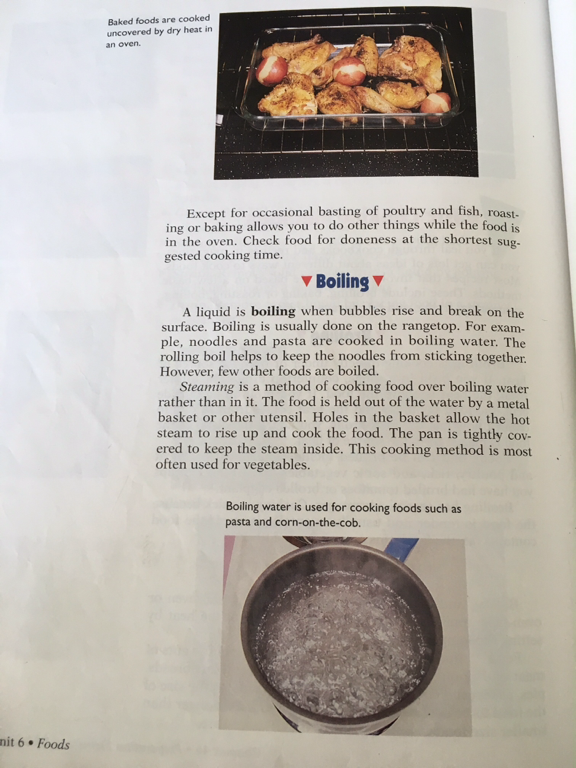 Baked foods are cooked
uncovered by dry heat in
an oven.
Except for occasional basting of poultry and fish, roast-
ing or baking allows you to do other things while the food is
in the oven. Check food for doneness at the shortest sug-
gested cooking time.
Boiling
A liquid is boiling when bubbles rise and break on the
surface. Boiling is usually done on the rangetop. For exam-
ple, noodles and pasta are cooked in boiling water. The
rolling boil helps to keep the noodles from sticking together.
However, few other foods are boiled.
Steaming is a method of cooking food over boiling water
rather than in it. The food is held out of the water by a metal
basket or other utensil. Holes in the basket allow the hot
steam to rise up and cook the food. The pan is tightly cov-
ered to keep the steam inside. This cooking method is most
often used for vegetables.
Boiling water is used for cooking foods such as
pasta and corn-on-the-cob.
nit 6 • Foods